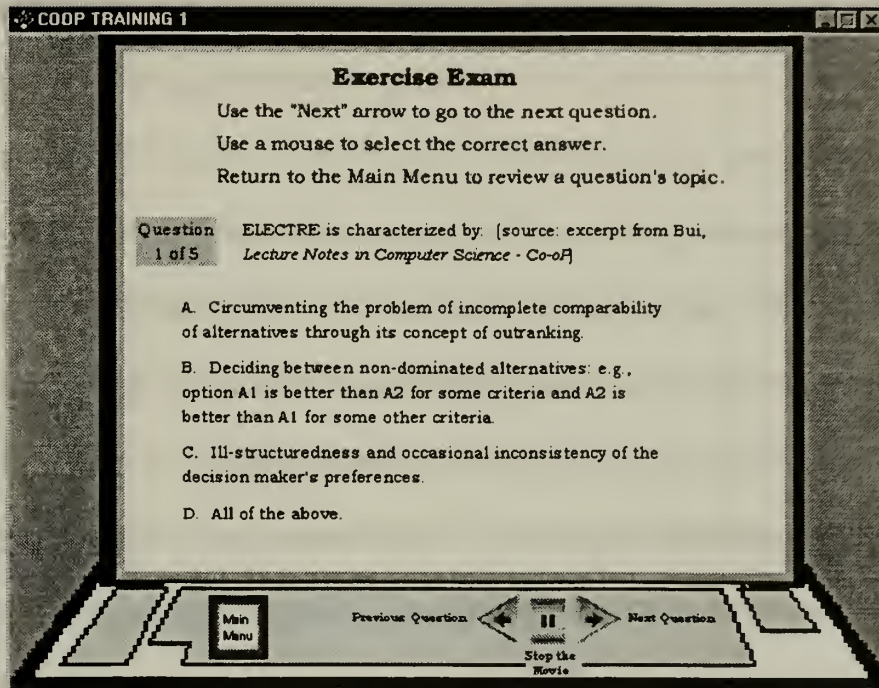 COOP TRAINING 1
Exercise Exam
Use the "Next" arrow to go to the next question.
Use a mouse to select the correct answer.
Return to the Main Menu to review a question's topic.
Question
1 of 5
ELECTRE is characterized by: [source: excerpt from Bui,
Lecture Notes in Computer Science - Co-oP]
A. Circumventing the problem of incomplete comparability
of alternatives through its concept of outranking.
B. Deciding between non-dominated alternatives: e.g.,
option A1 is better than A2 for some criteria and A2 is
better than A1 for some other criteria.
C. Ill-structuredness and occasional inconsistency of the
decision maker's preferences.
D. All of the above.
Main
Menu
Previous Question
Next Question
Stop the
Movie